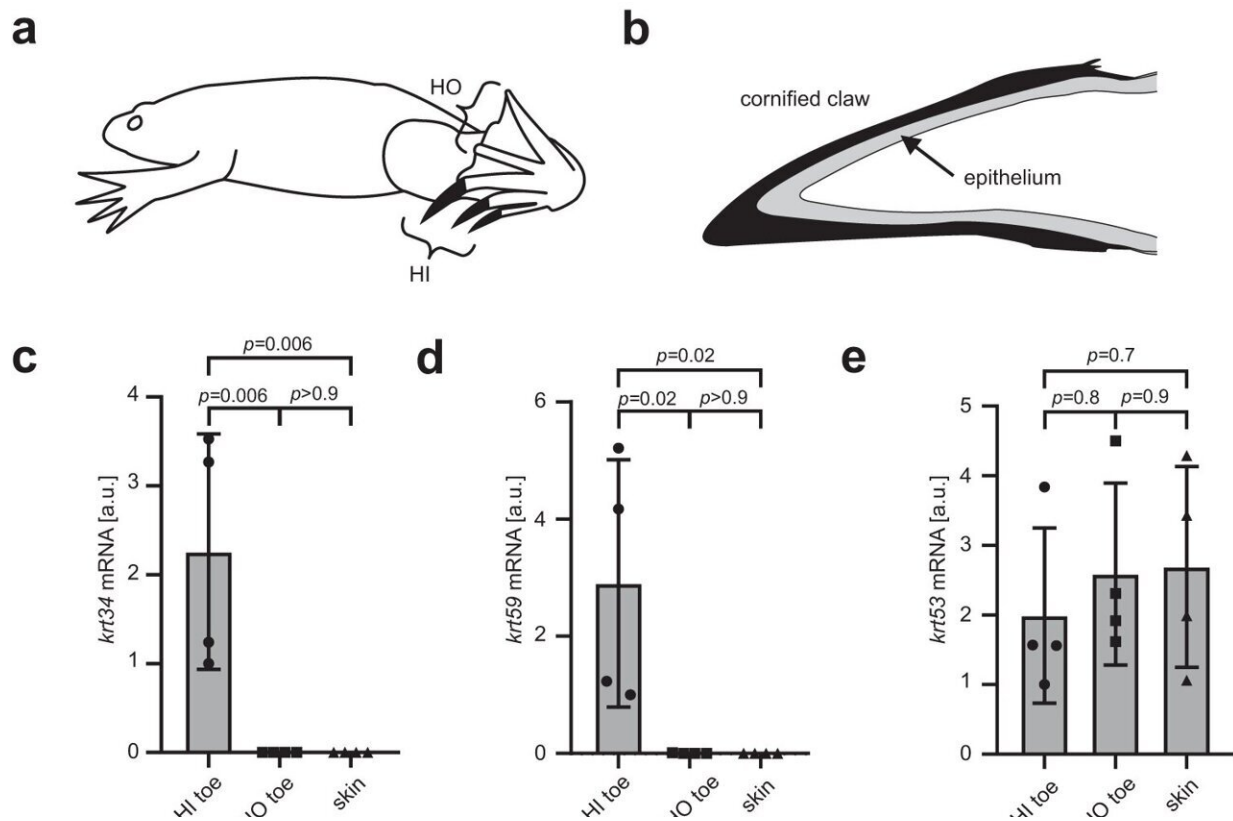 a
HO
HI
b
cornified claw
epithelium
c
p=0.006
p=0.006
p>0.9
krt34 mRNA [a.u.]
4
3
2
1
0
HI toe
HO toe
skin
d
p=0.02
p=0.02
p>0.9
krt59 mRNA [a.u.]
6
4
2
0
HI toe
HO toe
skin
e
p=0.7
p=0.8
p=0.9
krt53 mRNA [a.u.]
5
4
3
2
1
0
HI toe
HO toe
skin